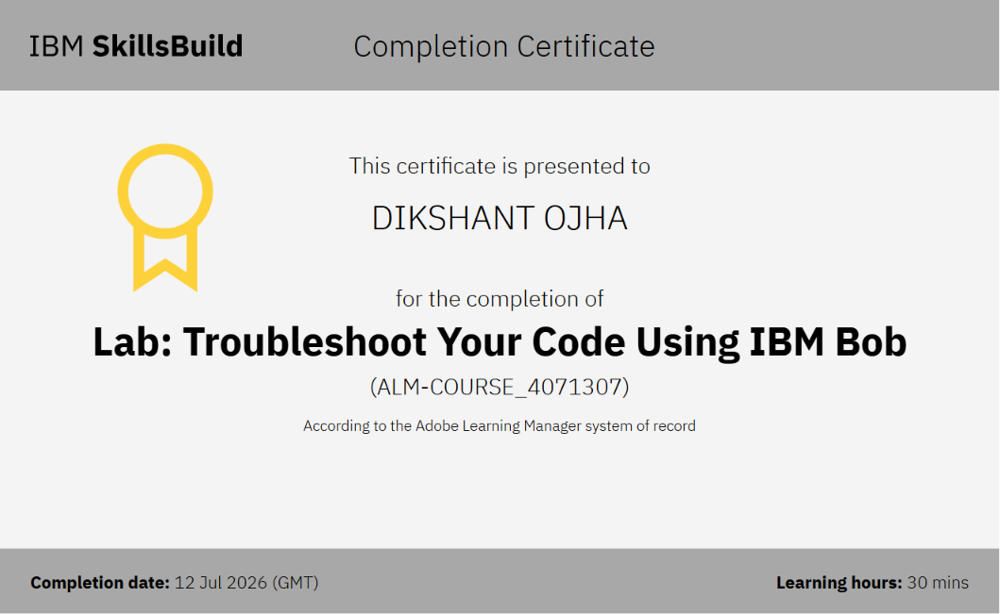 IBM SkillsBuild
Completion Certificate
This certificate is presented to
DIKSHANT OJHA
for the completion of
Lab: Troubleshoot Your Code Using IBM Bob
(ALM-COURSE_4071307)
According to the Adobe Learning Manager system of record
Completion date: 12 Jul 2026 (GMT)
Learning hours: 30 mins